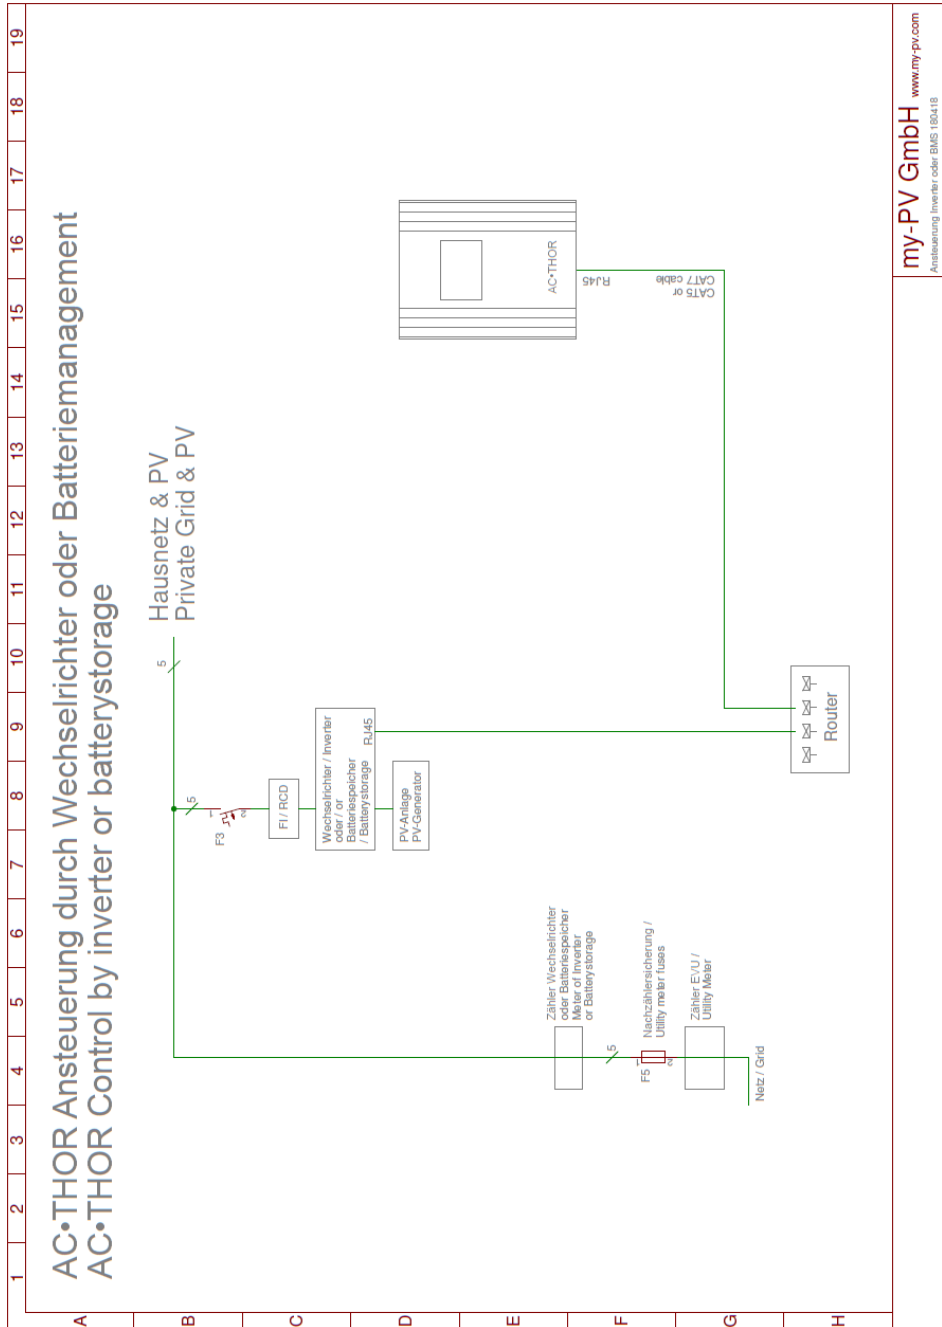 1 2 3 4 5 6 7 8 9 10 11 12 13 14 15 16 17 18 19
A
B
C
D
E
F
G
H
AC•THOR Ansteuerung durch Wechselrichter oder Batteriemanagement
AC•THOR Control by inverter or batterystorage
Hausnetz & PV
Private Grid & PV
5
5
1
2
F3
FI / RCD
Wechselrichter / Inverter
oder / or
Batteriespeicher
/ Batterystorage
RJ45
PV-Anlage
PV-Generator
AC•THOR
RJ45
CAT5 or
CAT7 cable
Zähler Wechselrichter
oder Batteriespeicher
Meter of Inverter
or Batterystorage
5
1
2
F5
Nachzählersicherung /
Utility meter fuses
Zähler EVU /
Utility Meter
Netz / Grid
Router
my-PV GmbH www.my-pv.com
Ansteuerung Inverter oder BMS 180418